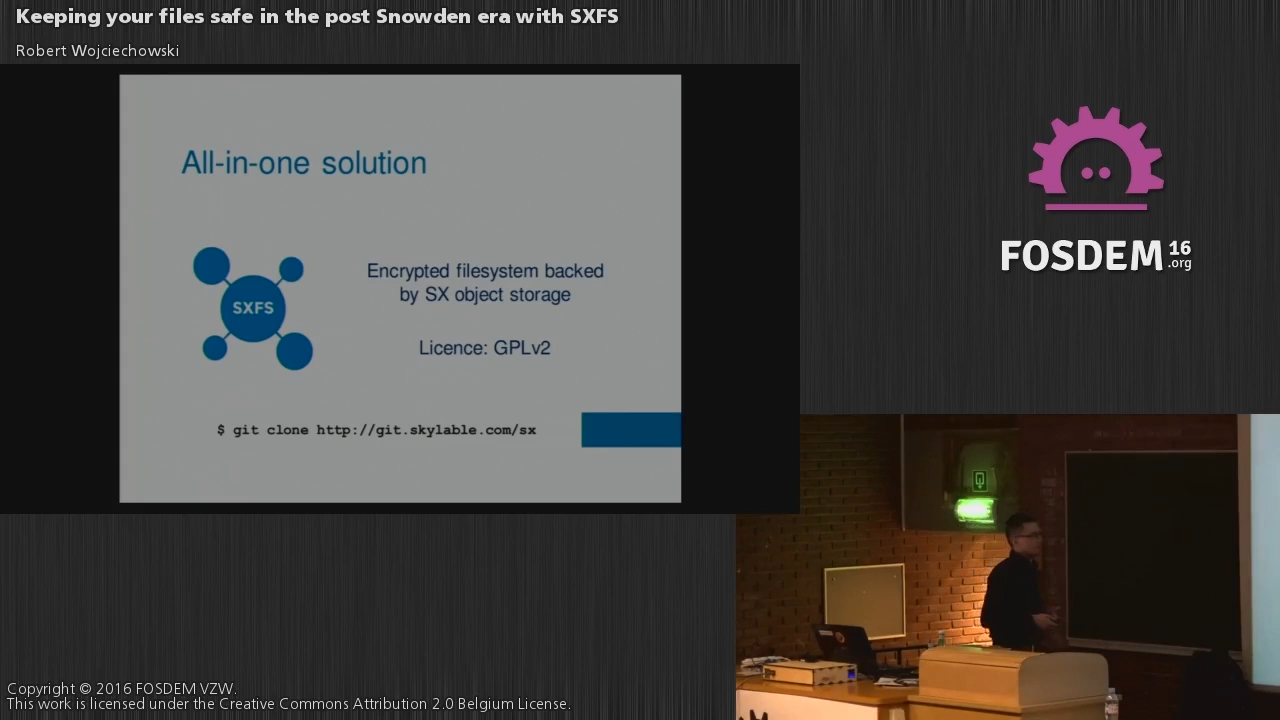 Keeping your files safe in the post Snowden era with SXFS
Robert Wojciechowski
All-in-one solution
SXFS
Encrypted filesystem backed
by SX object storage
Licence: GPLv2
$ git clone http://git.skylable.com/sx
FOSDEM 16
.org
Copyright © 2016 FOSDEM VZW.
This work is licensed under the Creative Commons Attribution 2.0 Belgium License.